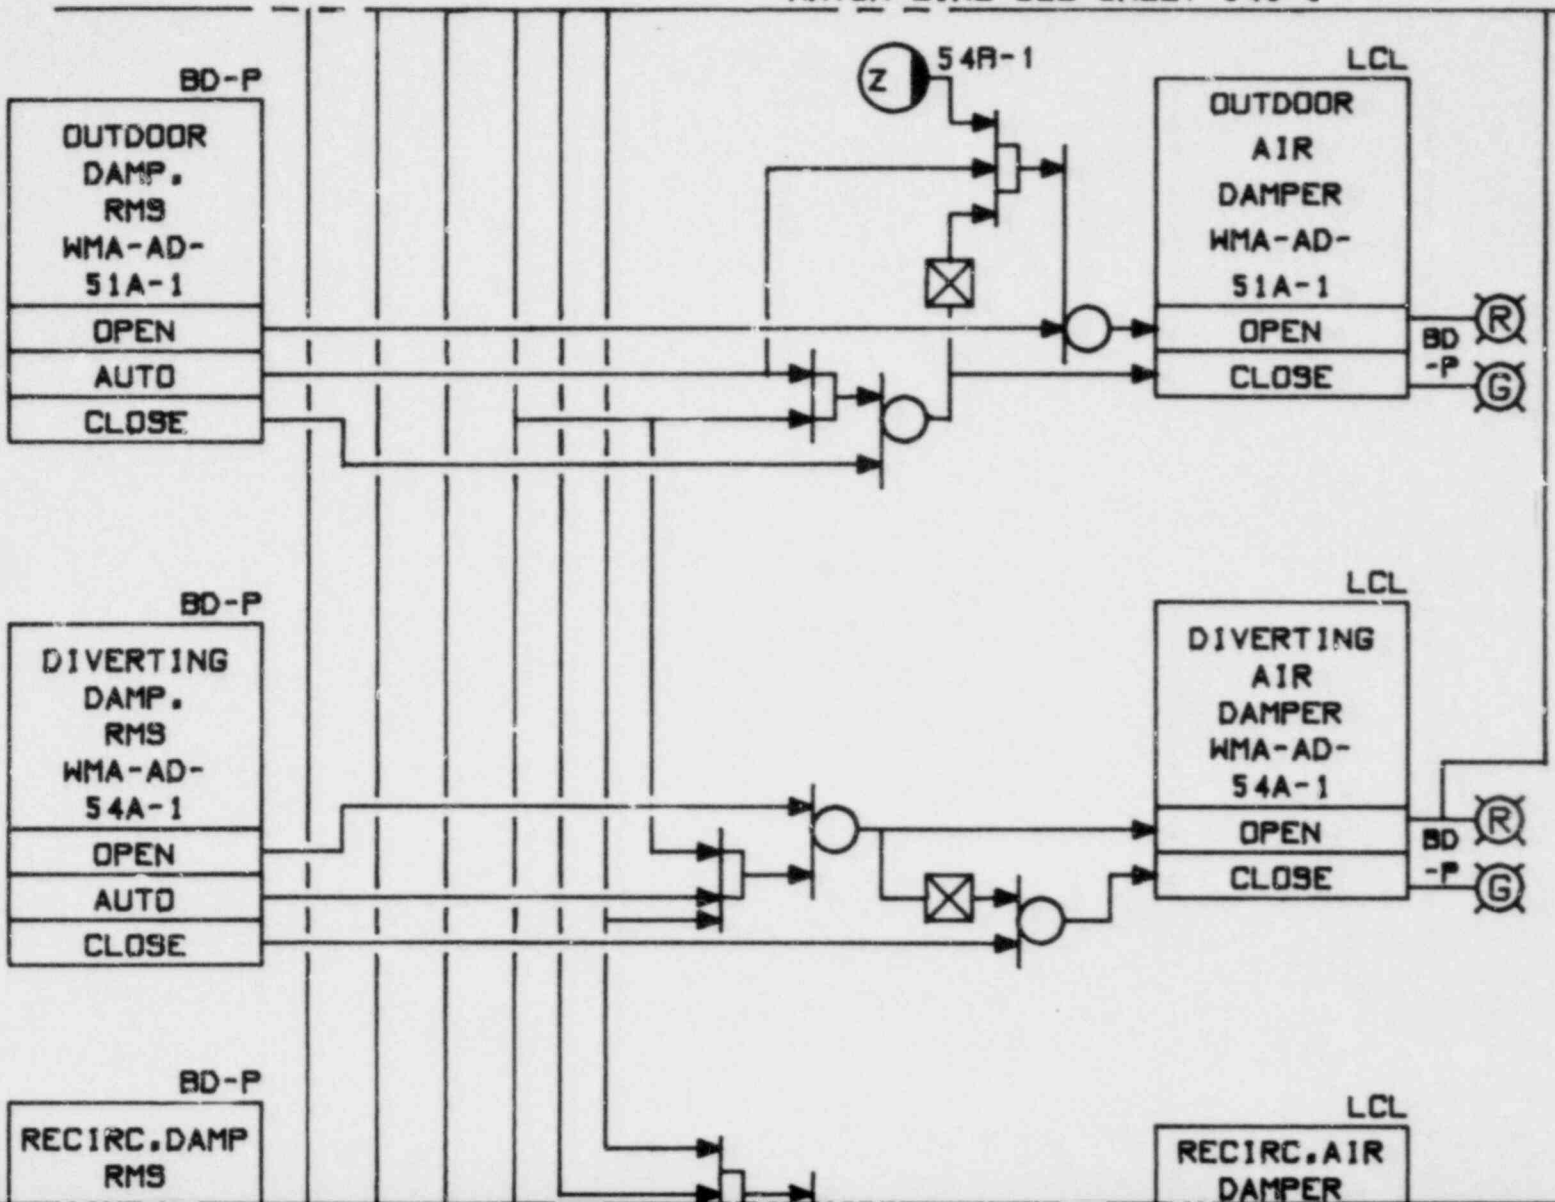 BD-P
OUTDOOR
DAMP.
RMS
WMA-AD-
51A-1
OPEN
AUTO
CLOSE
Z
54A-1
LCL
OUTDOOR
AIR
DAMPER
WMA-AD-
51A-1
OPEN
CLOSE
BD
-P
R
G
BD-P
DIVERTING
DAMP.
RMS
WMA-AD-
54A-1
OPEN
AUTO
CLOSE
LCL
DIVERTING
AIR
DAMPER
WMA-AD-
54A-1
OPEN
CLOSE
BD
-P
R
G
BD-P
RECIRC.DAMP
RMS
LCL
RECIRC.AIR
DAMPER